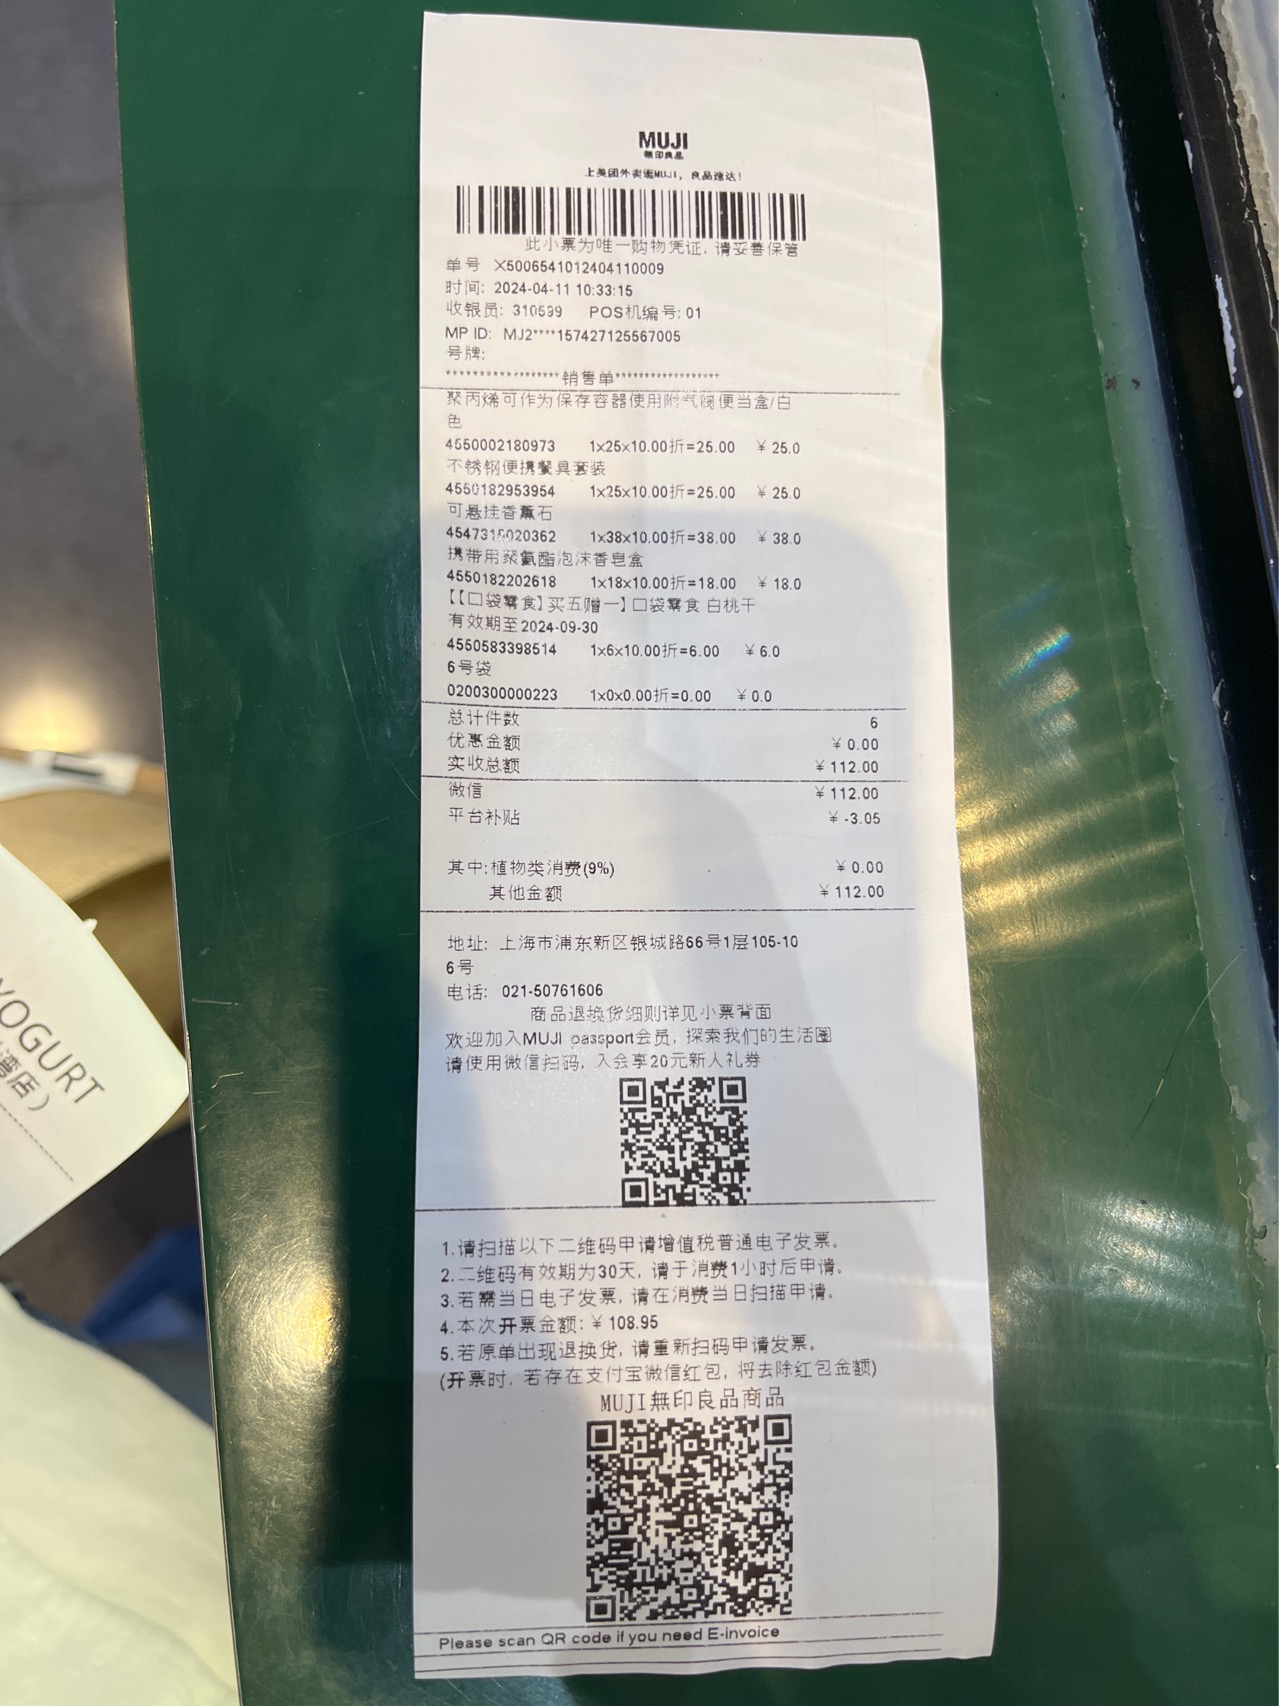 MUJI
無印良品
上美团外卖逛MUJI，良品速达！
此小票为唯一购物凭证, 请妥善保管
单号 X5006541012404110009
时间: 2024-04-11 10:33:15
收银员: 310599 POS机编号: 01
MP ID: MJ2****157427125567005
号牌:
******************销售单******************
聚丙烯可作为保存容器使用附气阀便当盒/白
色
4550002180973 1x25x10.00折=25.00 ¥ 25.0
不锈钢便携餐具套装
4550182953954 1x25x10.00折=25.00 ¥ 25.0
可悬挂香薰石
4547315020362 1x38x10.00折=38.00 ¥ 38.0
携带用聚氨酯泡沫香皂盒
4550182202618 1x18x10.00折=18.00 ¥ 18.0
【【口袋零食】买五赠一】口袋零食 白桃干
有效期至2024-09-30
4550583398514 1x6x10.00折=6.00 ¥ 6.0
6号袋
0200300000223 1x0x0.00折=0.00 ¥ 0.0
总计件数 6
优惠金额 ¥ 0.00
实收总额 ¥ 112.00
微信 ¥ 112.00
平台补贴 ¥ -3.05
其中:植物类消费(9%) ¥ 0.00
其他金额 ¥ 112.00
地址: 上海市浦东新区银城路66号1层105-10
6号
电话: 021-50761606
商品退换货细则详见小票背面
欢迎加入MUJI passport会员, 探索我们的生活圈
请使用微信扫码, 入会享20元新人礼券
1.请扫描以下二维码申请增值税普通电子发票。
2.二维码有效期为30天, 请于消费1小时后申请。
3.若需当日电子发票, 请在消费当日扫描申请。
4.本次开票金额: ¥ 108.95
5.若原单出现退换货, 请重新扫码申请发票。
(开票时, 若存在支付宝微信红包, 将去除红包金额)
MUJI無印良品商品
Please scan QR code if you need E-invoice
YOGURT
湾店）